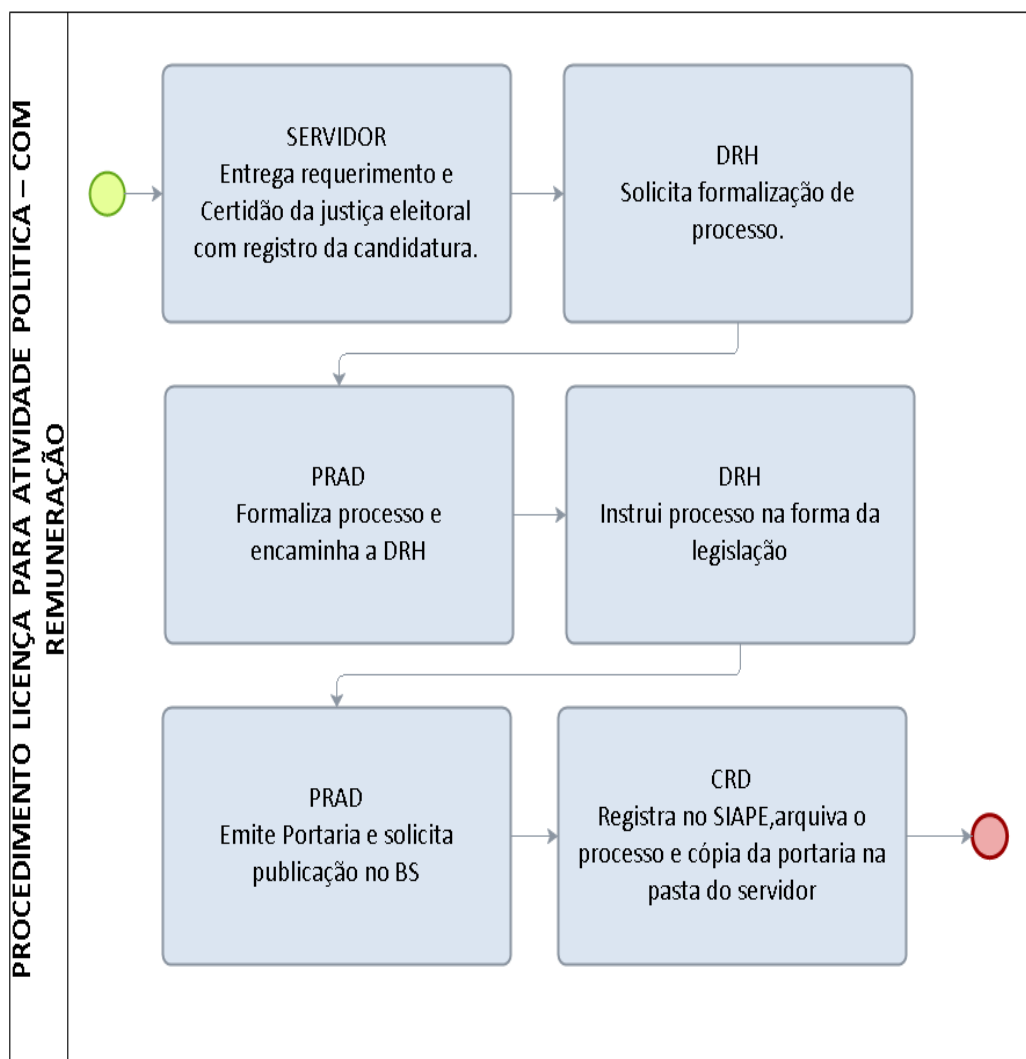 PROCEDIMENTO LICENÇA PARA ATIVIDADE POLÍTICA – COM
REMUNERAÇÃO
SERVIDOR
Entrega requerimento e
Certidão da justiça eleitoral
com registro da candidatura.
DRH
Solicita formalização de
processo.
PRAD
Formaliza processo e
encaminha a DRH
DRH
Instrui processo na forma da
legislação
PRAD
Emite Portaria e solicita
publicação no BS
CRD
Registra no SIAPE,arquiva o
processo e cópia da portaria na
pasta do servidor